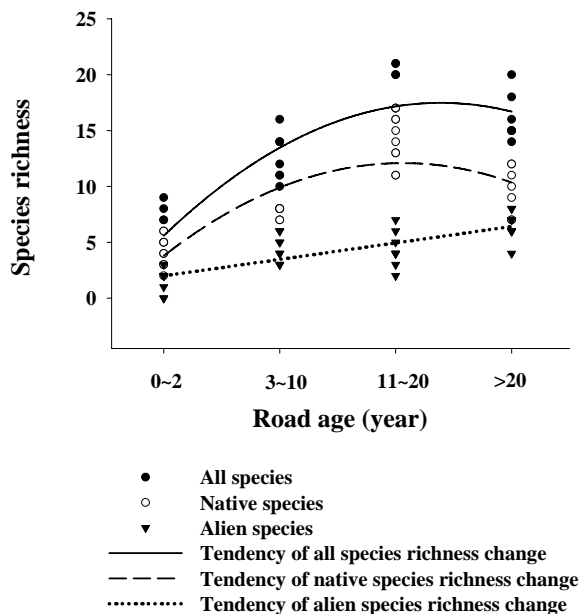 25
20
15
10
5
0
Species richness
0~2
3~10
11~20
>20
Road age (year)
All species
Native species
Alien species
Tendency of all species richness change
Tendency of native species richness change
Tendency of alien species richness change